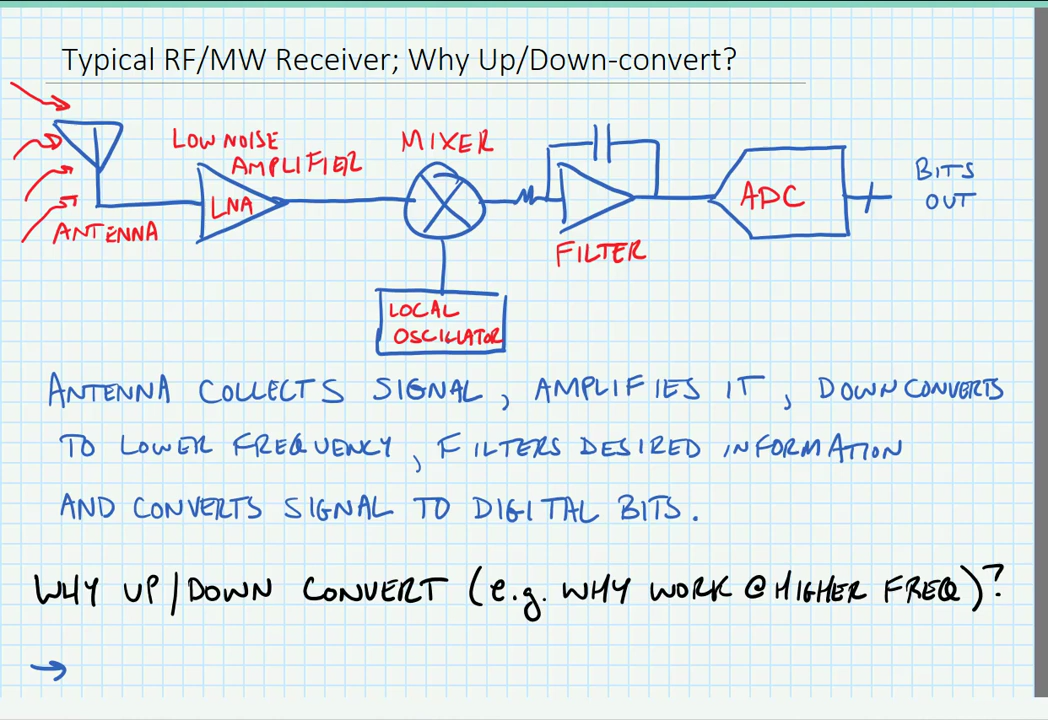 Typical RF/MW Receiver; Why Up/Down-convert?
LOW NOISE
AMPLIFIER
MIXER
BITS
OUT
LNA
ADC
ANTENNA
FILTER
LOCAL
OSCILLATOR
ANTENNA COLLECTS SIGNAL, AMPLIFIES IT, DOWNCONVERTS
TO LOWER FREQUENCY, FILTERS DESIRED INFORMATION
AND CONVERTS SIGNAL TO DIGITAL BITS.
WHY UP/DOWN CONVERT (e.g. WHY WORK @ HIGHER FREQ)?
→